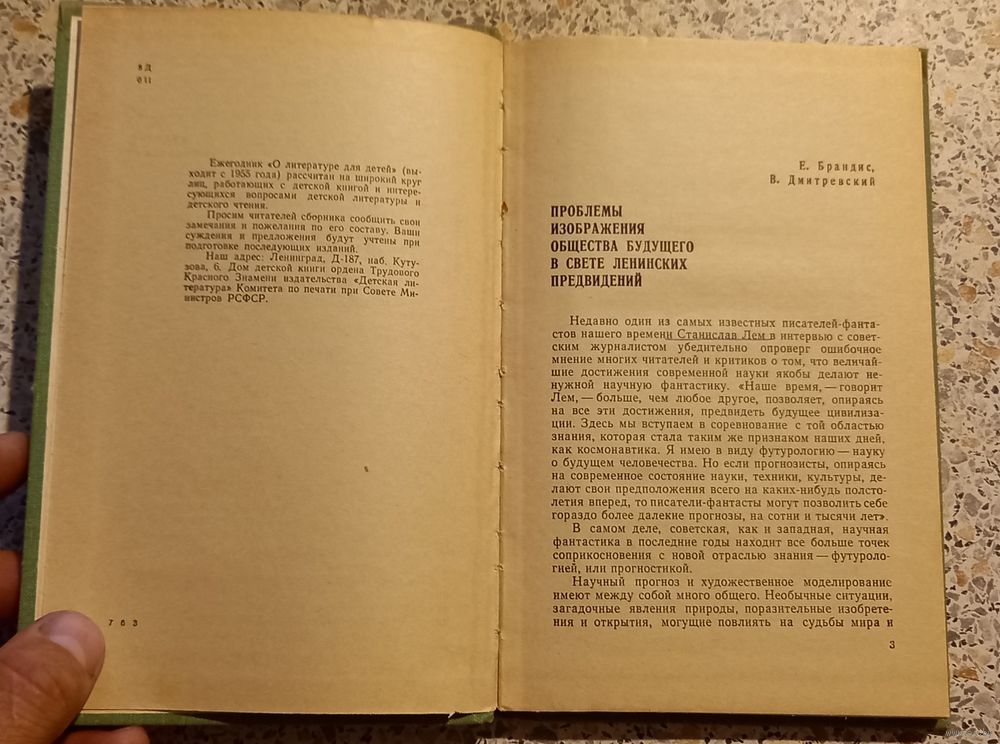 8Д
011
Ежегодник «О литературе для детей» (вы-
ходит с 1955 года) рассчитан на широкий круг
лиц, работающих с детской книгой и интере-
сующихся вопросами детской литературы и
детского чтения.
Просим читателей сборника сообщить свои
замечания и пожелания по его составу. Ваши
суждения и предложения будут учтены при
подготовке последующих изданий.
Наш адрес: Ленинград, Д-187, наб. Куту-
зова, 6. Дом детской книги ордена Трудового
Красного Знамени издательства «Детская ли-
тература» Комитета по печати при Совете Ми-
нистров РСФСР.
7 6 3
Е. Брандис,
В. Дмитревский
ПРОБЛЕМЫ
ИЗОБРАЖЕНИЯ
ОБЩЕСТВА БУДУЩЕГО
В СВЕТЕ ЛЕНИНСКИХ
ПРЕДВИДЕНИЙ
Недавно один из самых известных писателей-фанта-
стов нашего времени Станислав Лем в интервью с совет-
ским журналистом убедительно опроверг ошибочное
мнение многих читателей и критиков о том, что величай-
шие достижения современной науки якобы делают не-
нужной научную фантастику. «Наше время, — говорит
Лем, — больше, чем любое другое, позволяет, опираясь
на все эти достижения, предвидеть будущее цивилиза-
ции. Здесь мы вступаем в соревнование с той областью
знания, которая стала таким же признаком наших дней,
как космонавтика. Я имею в виду футурологию — науку
о будущем человечества. Но если прогнозисты, опираясь
на современное состояние науки, техники, культуры, де-
лают свои предположения всего на каких-нибудь полсто-
летия вперед, то писатели-фантасты могут позволить себе
гораздо более далекие прогнозы, на сотни и тысячи лет».
В самом деле, советская, как и западная, научная
фантастика в последние годы находит все больше точек
соприкосновения с новой отраслью знания — футуроло-
гией, или прогностикой.
Научный прогноз и художественное моделирование
имеют между собой много общего. Необычные ситуации,
загадочные явления природы, поразительные изобрете-
ния и открытия, могущие повлиять на судьбы мира и
3